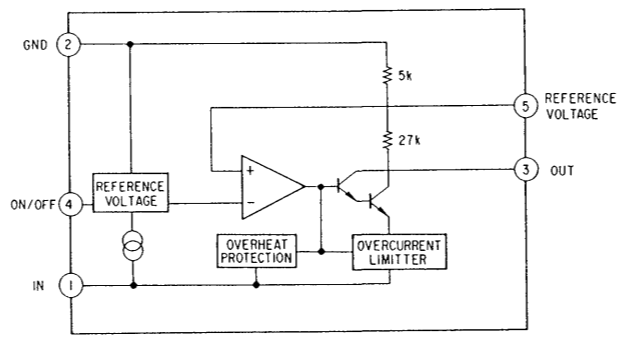 GND 2
5k
5 REFERENCE
VOLTAGE
27k
+
3 OUT
REFERENCE
VOLTAGE
ON/OFF 4
−
OVERHEAT
PROTECTION
OVERCURRENT
LIMITTER
IN 1